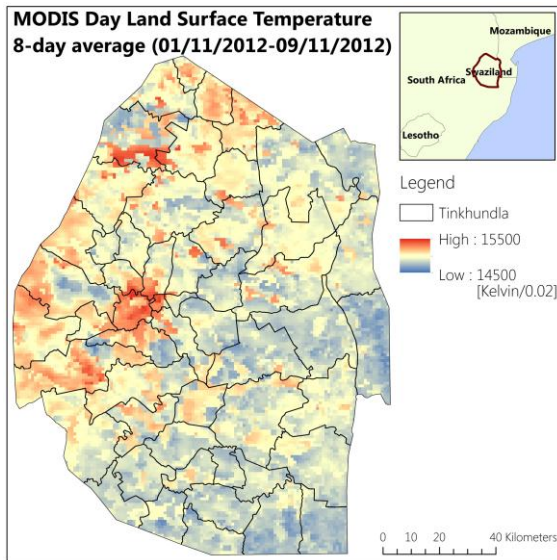 MODIS Day Land Surface Temperature
8-day average (01/11/2012-09/11/2012)
Mozambique
Swaziland
South Africa
Lesotho
Legend
Tinkhundla
High : 15500
Low : 14500
[Kelvin/0.02]
0 10 20 40 Kilometers